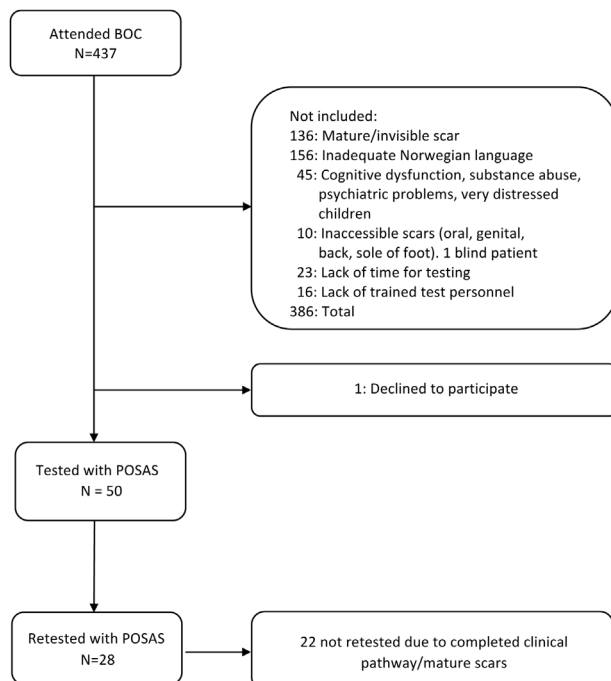 Attended BOC
N=437
Not included:
136: Mature/invisible scar
156: Inadequate Norwegian language
45: Cognitive dysfunction, substance abuse,
psychiatric problems, very distressed
children
10: Inaccessible scars (oral, genital,
back, sole of foot). 1 blind patient
23: Lack of time for testing
16: Lack of trained test personnel
386: Total
1: Declined to participate
Tested with POSAS
N = 50
Retested with POSAS
N=28
22 not retested due to completed clinical
pathway/mature scars